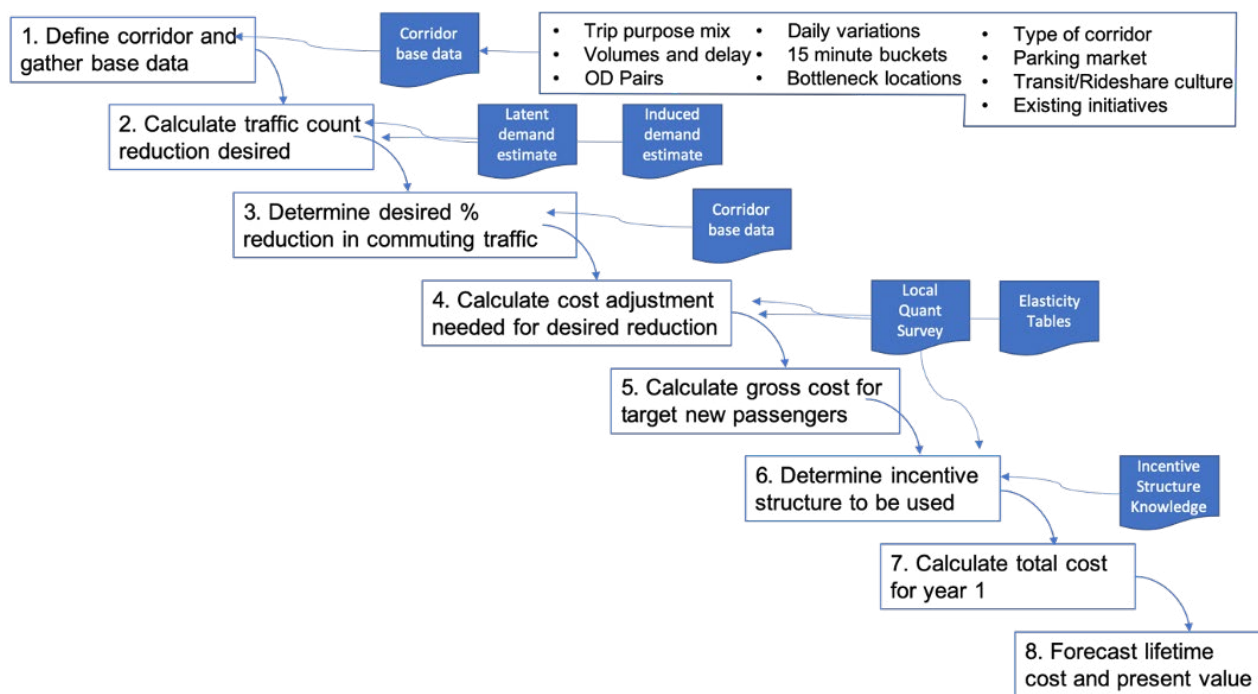 1. Define corridor and
gather base data
Corridor
base data
• Trip purpose mix
• Volumes and delay
• OD Pairs
• Daily variations
• 15 minute buckets
• Bottleneck locations
• Type of corridor
• Parking market
• Transit/Rideshare culture
• Existing initiatives
2. Calculate traffic count
reduction desired
Latent
demand
estimate
Induced
demand
estimate
3. Determine desired %
reduction in commuting traffic
Corridor
base data
4. Calculate cost adjustment
needed for desired reduction
Local
Quant
Survey
Elasticity
Tables
5. Calculate gross cost for
target new passengers
6. Determine incentive
structure to be used
Incentive
Structure
Knowledge
7. Calculate total cost
for year 1
8. Forecast lifetime
cost and present value